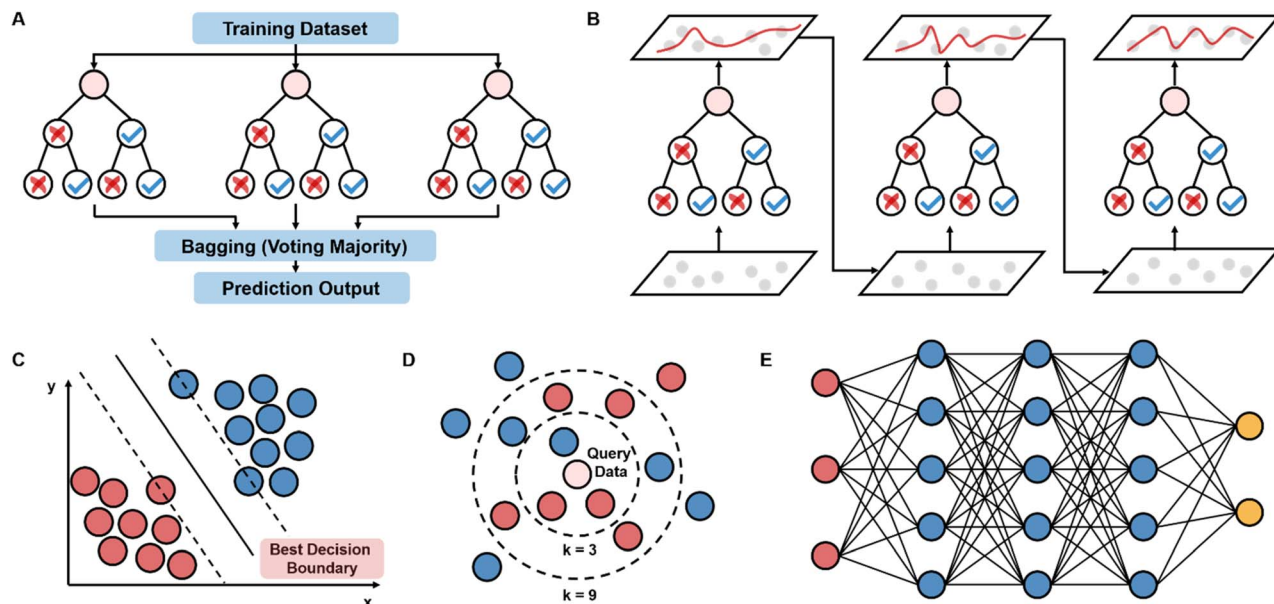 A
Training Dataset
Bagging (Voting Majority)
Prediction Output
B
C
y
Best Decision
Boundary
x
D
Query
Data
k = 3
k = 9
E